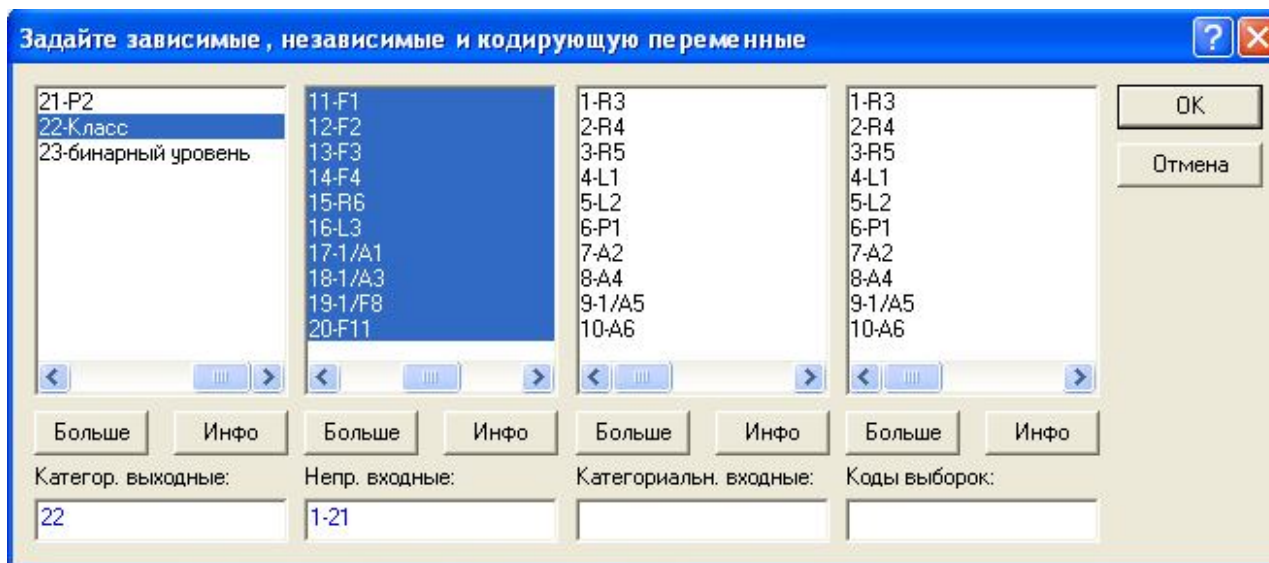 Задайте зависимые, независимые и кодирующую переменные
21-P2
22-Класс
23-бинарный уровень
11-F1
12-F2
13-F3
14-F4
15-R6
16-L3
17-1/A1
18-1/A3
19-1/F8
20-F11
1-R3
2-R4
3-R5
4-L1
5-L2
6-P1
7-A2
8-A4
9-1/A5
10-A6
1-R3
2-R4
3-R5
4-L1
5-L2
6-P1
7-A2
8-A4
9-1/A5
10-A6
OK
Отмена
Больше Инфо Больше Инфо Больше Инфо Больше Инфо
Категор. выходные: Непр. входные: Категориальн. входные: Коды выборок:
22 1-21